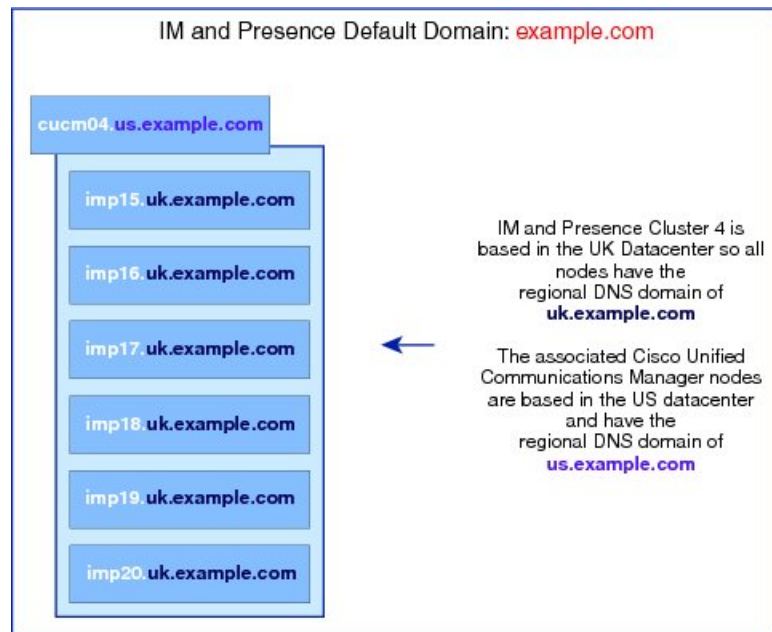 IM and Presence Default Domain: example.com
cucm04.us.example.com
imp15.uk.example.com
imp16.uk.example.com
imp17.uk.example.com
imp18.uk.example.com
imp19.uk.example.com
imp20.uk.example.com
IM and Presence Cluster 4 is
based in the UK Datacenter so all
nodes have the
regional DNS domain of
uk.example.com
The associated Cisco Unified
Communications Manager nodes
are based in the US datacenter
and have the
regional DNS domain of
us.example.com